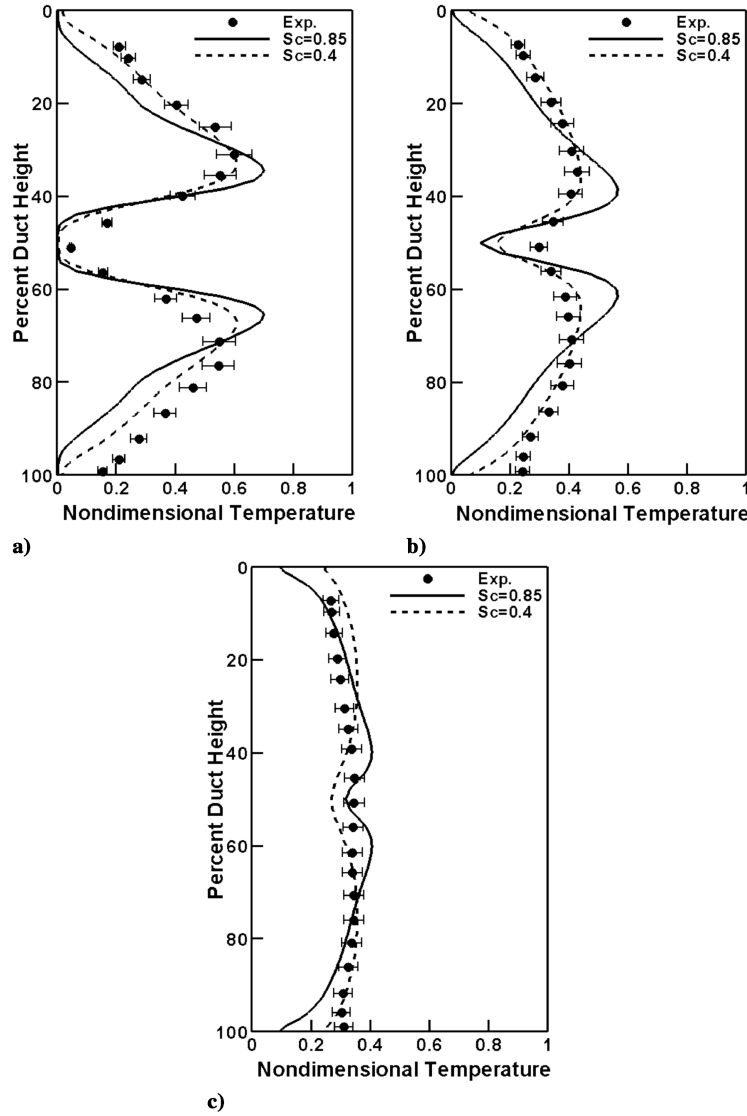 0
Exp.
Sc=0.85
Sc=0.4
20
40
60
80
100
Percent Duct Height
0
0.2
0.4
0.6
0.8
1
Nondimensional Temperature
a)
0
Exp.
Sc=0.85
Sc=0.4
20
40
60
80
100
Percent Duct Height
0
0.2
0.4
0.6
0.8
1
Nondimensional Temperature
b)
0
Exp.
Sc=0.85
Sc=0.4
20
40
60
80
100
Percent Duct Height
0
0.2
0.4
0.6
0.8
1
Nondimensional Temperature
c)